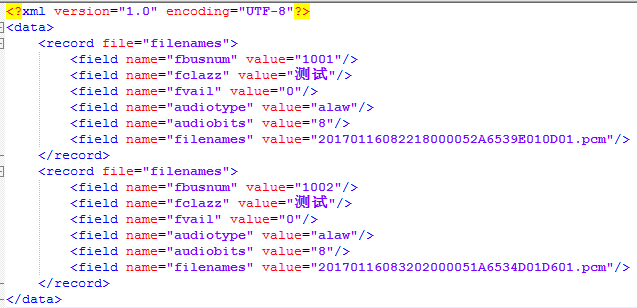 <?xml version="1.0" encoding="UTF-8"?>
<data>
<record file="filenames">
<field name="fbusnum" value="1001"/>
<field name="fclazz" value="测试"/>
<field name="fvail" value="0"/>
<field name="audiotype" value="alaw"/>
<field name="audiobits" value="8"/>
<field name="filenames" value="20170116082218000052A6539E010D01.pcm"/>
</record>
<record file="filenames">
<field name="fbusnum" value="1002"/>
<field name="fclazz" value="测试"/>
<field name="fvail" value="0"/>
<field name="audiotype" value="alaw"/>
<field name="audiobits" value="8"/>
<field name="filenames" value="20170116083202000051A6534D01D601.pcm"/>
</record>
</data>